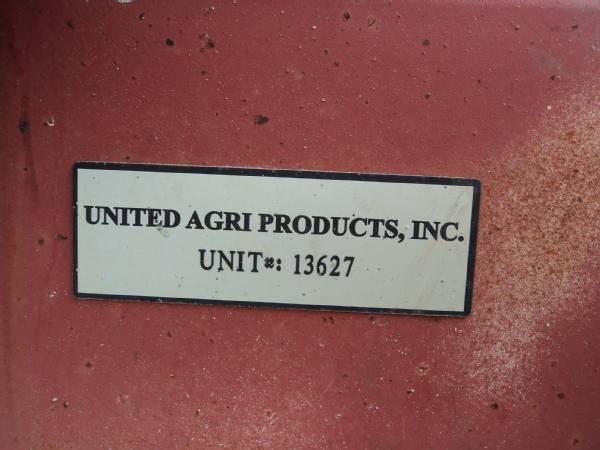 UNITED AGRI PRODUCTS, INC.
UNIT#: 13627